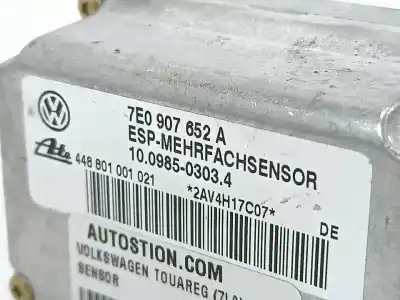 7E0 907 652 A
ESP-MEHRFACHSENSOR
10.0985-0303.4
Ate 448 801 001 021
*2AV4H17C07*
DE
AUTOSTION.COM
VOLKSWAGEN TOUAREG
SENSOR